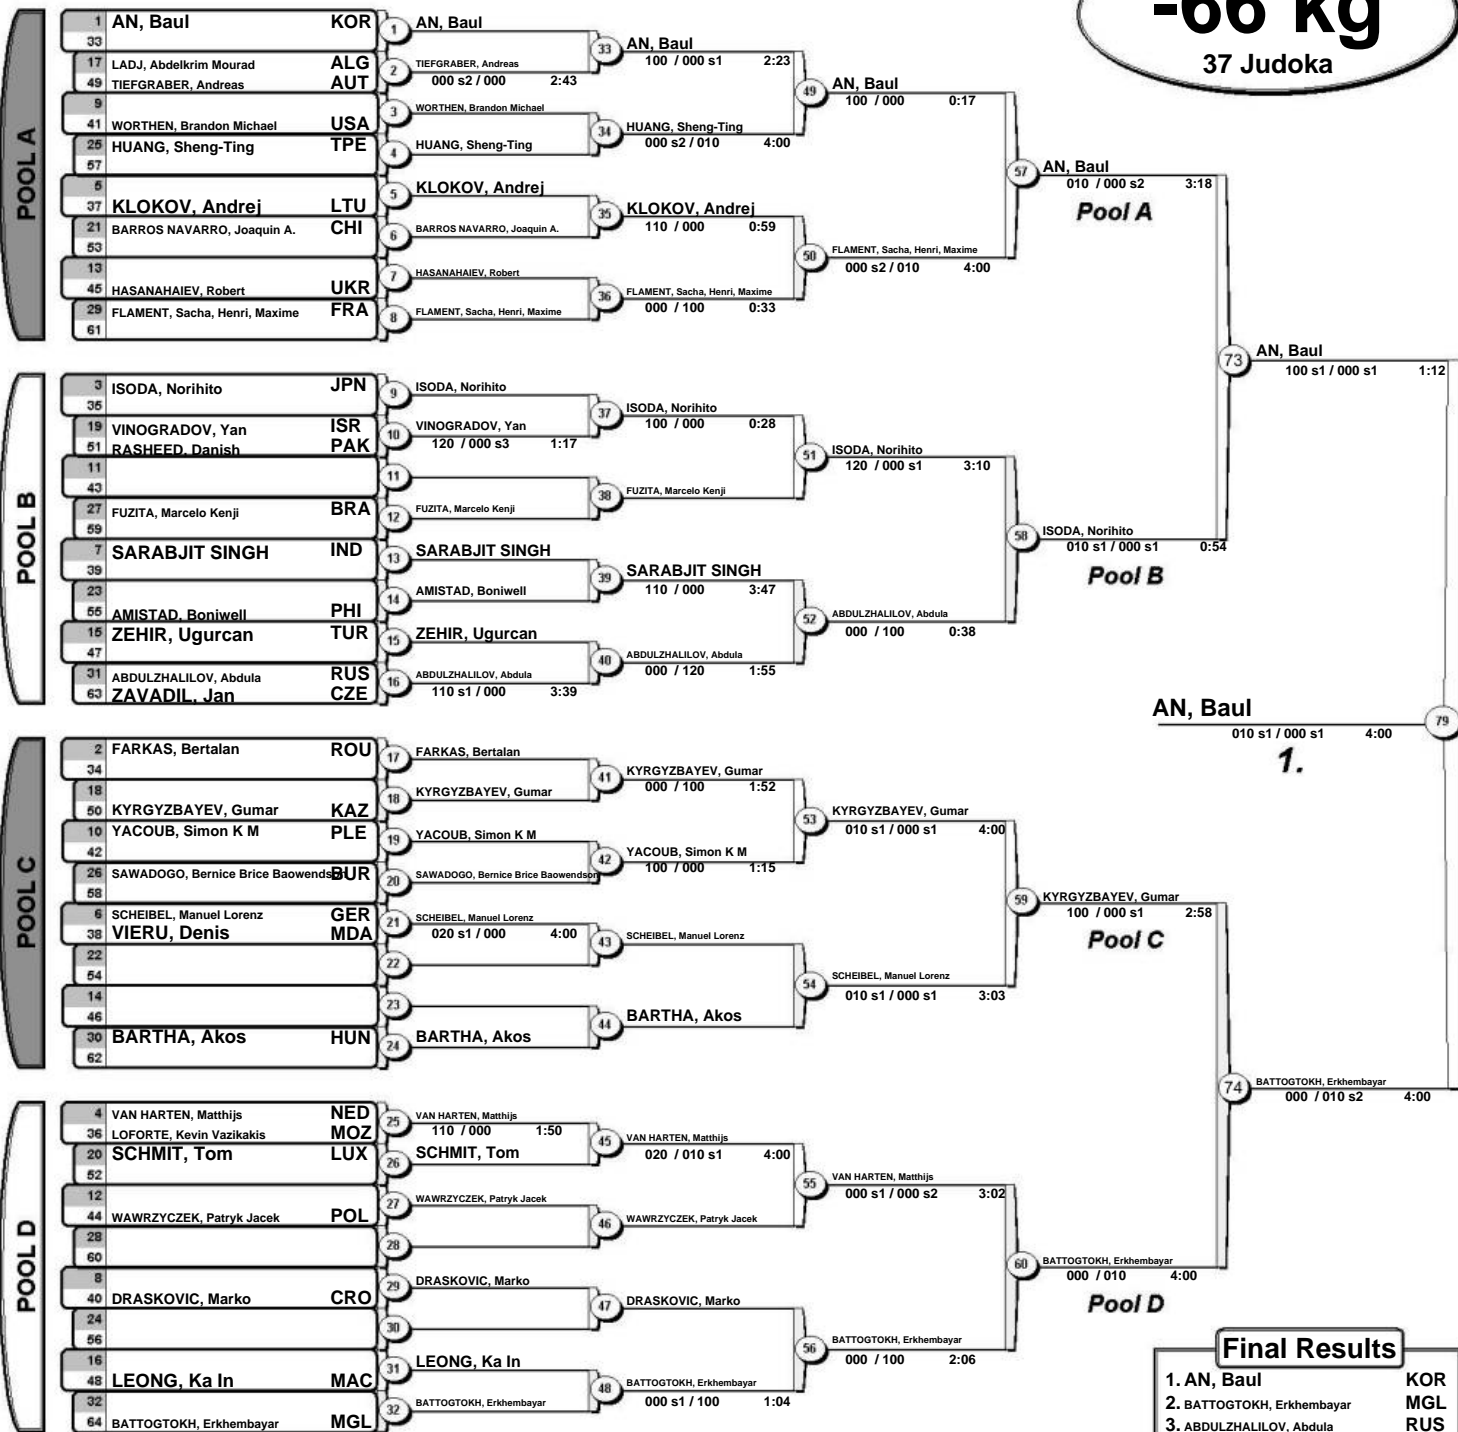 -66 kg
37 Judoka
POOL A
1 AN, Baul KOR
33
17 LADJ, Abdelkrim Mourad ALG
49 TIEFGRABER, Andreas AUT
9
41 WORTHEN, Brandon Michael USA
25 HUANG, Sheng-Ting TPE
57
5
37 KLOKOV, Andrej LTU
21 BARROS NAVARRO, Joaquin A. CHI
53
13
45 HASANAHAIEV, Robert UKR
29 FLAMENT, Sacha, Henri, Maxime FRA
61
1 AN, Baul
2 TIEFGRABER, Andreas
000 s2 / 000 2:43
3 WORTHEN, Brandon Michael
4 HUANG, Sheng-Ting
5 KLOKOV, Andrej
6 BARROS NAVARRO, Joaquin A.
7 HASANAHAIEV, Robert
8 FLAMENT, Sacha, Henri, Maxime
33 AN, Baul
100 / 000 s1 2:23
34 HUANG, Sheng-Ting
000 s2 / 010 4:00
35 KLOKOV, Andrej
110 / 000 0:59
36 FLAMENT, Sacha, Henri, Maxime
000 / 100 0:33
49 AN, Baul
100 / 000 0:17
50 FLAMENT, Sacha, Henri, Maxime
000 s2 / 010 4:00
57 AN, Baul
010 / 000 s2 3:18
Pool A
POOL B
3 ISODA, Norihito JPN
35
19 VINOGRADOV, Yan ISR
51 RASHEED, Danish PAK
11
43
27 FUZITA, Marcelo Kenji BRA
59
7 SARABJIT SINGH IND
39
23
55 AMISTAD, Boniwell PHI
15 ZEHIR, Ugurcan TUR
47
31 ABDULZHALILOV, Abdula RUS
63 ZAVADIL, Jan CZE
9 ISODA, Norihito
10 VINOGRADOV, Yan
120 / 000 s3 1:17
11
12 FUZITA, Marcelo Kenji
13 SARABJIT SINGH
14 AMISTAD, Boniwell
15 ZEHIR, Ugurcan
16 ABDULZHALILOV, Abdula
110 s1 / 000 3:39
37 ISODA, Norihito
100 / 000 0:28
38 FUZITA, Marcelo Kenji
39 SARABJIT SINGH
110 / 000 3:47
40 ABDULZHALILOV, Abdula
000 / 120 1:55
51 ISODA, Norihito
120 / 000 s1 3:10
52 ABDULZHALILOV, Abdula
000 / 100 0:38
58 ISODA, Norihito
010 s1 / 000 s1 0:54
Pool B
73 AN, Baul
100 s1 / 000 s1 1:12
AN, Baul
79
010 s1 / 000 s1 4:00
1.
POOL C
2 FARKAS, Bertalan ROU
34
18
50 KYRGYZBAYEV, Gumar KAZ
10 YACOUB, Simon K M PLE
42
26 SAWADOGO, Bernice Brice Baowendson BUR
58
6 SCHEIBEL, Manuel Lorenz GER
38 VIERU, Denis MDA
22
54
14
46
30 BARTHA, Akos HUN
62
17 FARKAS, Bertalan
18 KYRGYZBAYEV, Gumar
19 YACOUB, Simon K M
20 SAWADOGO, Bernice Brice Baowendson
21 SCHEIBEL, Manuel Lorenz
020 s1 / 000 4:00
22
23
24 BARTHA, Akos
41 KYRGYZBAYEV, Gumar
000 / 100 1:52
42 YACOUB, Simon K M
100 / 000 1:15
43 SCHEIBEL, Manuel Lorenz
44 BARTHA, Akos
53 KYRGYZBAYEV, Gumar
010 s1 / 000 s1 4:00
54 SCHEIBEL, Manuel Lorenz
010 s1 / 000 s1 3:03
59 KYRGYZBAYEV, Gumar
100 / 000 s1 2:58
Pool C
POOL D
4 VAN HARTEN, Matthijs NED
36 LOFORTE, Kevin Vazikakis MOZ
20 SCHMIT, Tom LUX
52
12
44 WAWRZYCZEK, Patryk Jacek POL
28
60
8
40 DRASKOVIC, Marko CRO
24
56
16
48 LEONG, Ka In MAC
32
64 BATTOGTOKH, Erkhembayar MGL
25 VAN HARTEN, Matthijs
110 / 000 1:50
26 SCHMIT, Tom
27 WAWRZYCZEK, Patryk Jacek
28
29 DRASKOVIC, Marko
30
31 LEONG, Ka In
32 BATTOGTOKH, Erkhembayar
45 VAN HARTEN, Matthijs
020 / 010 s1 4:00
46 WAWRZYCZEK, Patryk Jacek
47 DRASKOVIC, Marko
48 BATTOGTOKH, Erkhembayar
000 s1 / 100 1:04
55 VAN HARTEN, Matthijs
000 s1 / 000 s2 3:02
56 BATTOGTOKH, Erkhembayar
000 / 100 2:06
60 BATTOGTOKH, Erkhembayar
000 / 010 4:00
Pool D
74 BATTOGTOKH, Erkhembayar
000 / 010 s2 4:00
Final Results
1. AN, Baul KOR
2. BATTOGTOKH, Erkhembayar MGL
3. ABDULZHALILOV, Abdula RUS